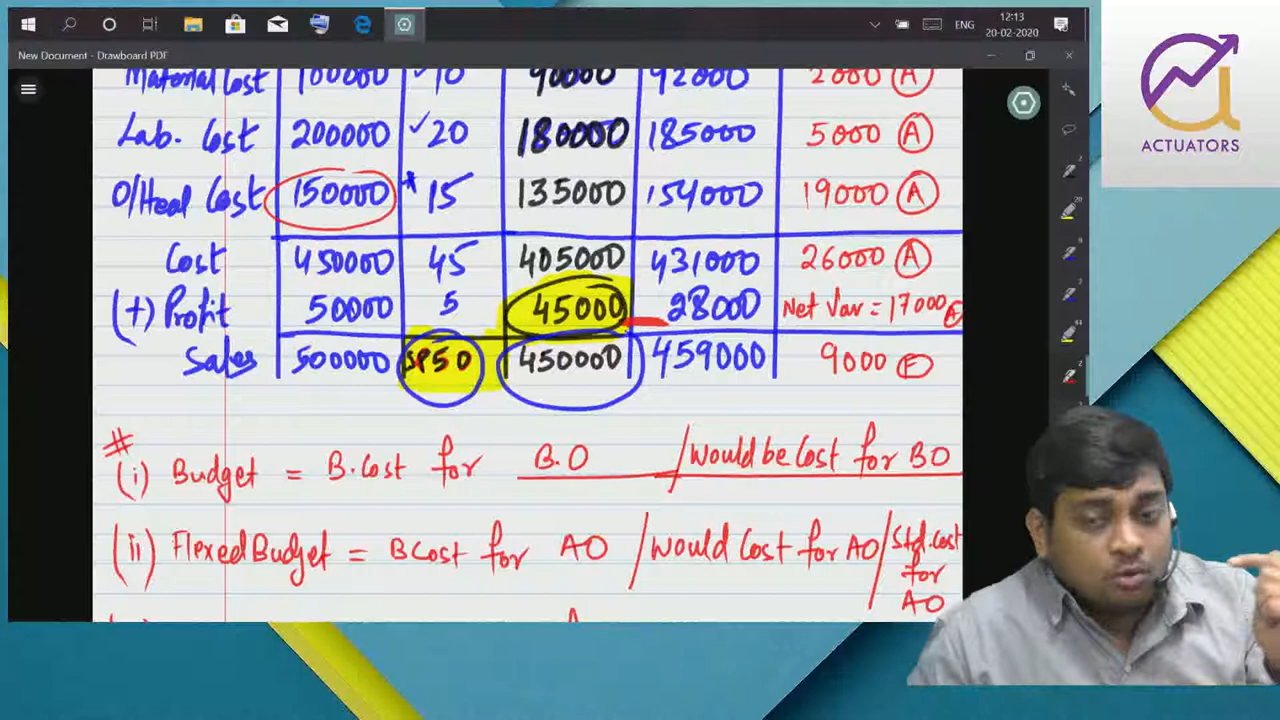 12:13
ENG
20-02-2020
New Document - Drawboard PDF
ACTUATORS
Material Cost 100000 ✓10 90000 92000 2000 (A)
Lab. Cost 200000 ✓20 180000 185000 5000 (A)
O/Head Cost 150000 * 15 135000 154000 19000 (A)
Cost 450000 45 405000 431000 26000 (A)
(+) Profit 50000 5 45000 28000 Net Var = 17000 (A)
Sales 500000 SP50 450000 459000 9000 (F)
#
(i) Budget = B.Cost for B.O / Would be Cost for BO
(ii) Flexed Budget = BCost for AO / Would Cost for AO / Std. Cost
for
AO